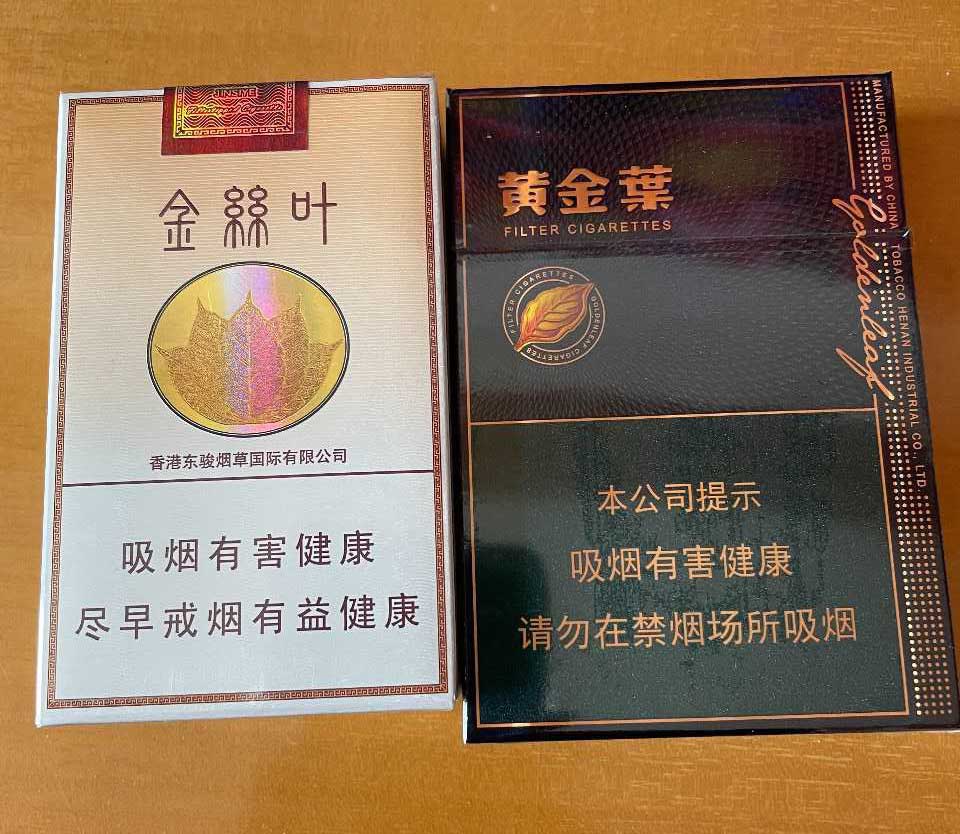 JINSIYE
金絲叶
香港东骏烟草国际有限公司
吸烟有害健康
尽早戒烟有益健康
黄金葉
FILTER CIGARETTES
FILTER CIGARETTES
GOLDENLEAF CIGARETTES
Goldenleaf
MANUFACTURED BY CHINA TOBACCO HENAN INDUSTRIAL CO., LTD
本公司提示
吸烟有害健康
请勿在禁烟场所吸烟